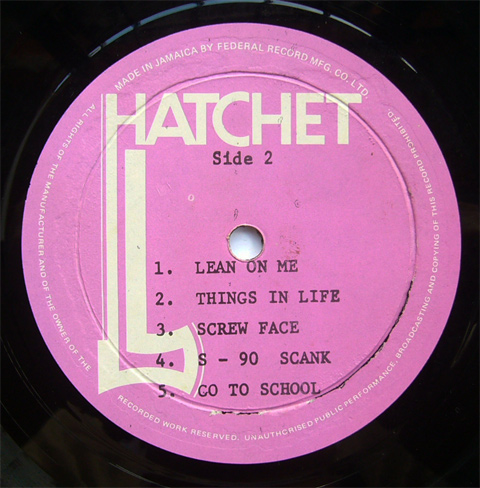 MADE IN JAMAICA BY FEDERAL RECORD MFG. CO. LTD.
HATCHET
Side 2
1. LEAN ON ME
2. THINGS IN LIFE
3. SCREW FACE
4. S - 90 SCANK
5. GO TO SCHOOL
ALL RIGHTS OF THE MANUFACTURER AND OF THE OWNER OF THE
RECORDED WORK RESERVED. UNAUTHORISED PUBLIC PERFORMANCE, BROADCASTING AND COPYING OF THIS RECORD PROHIBITED